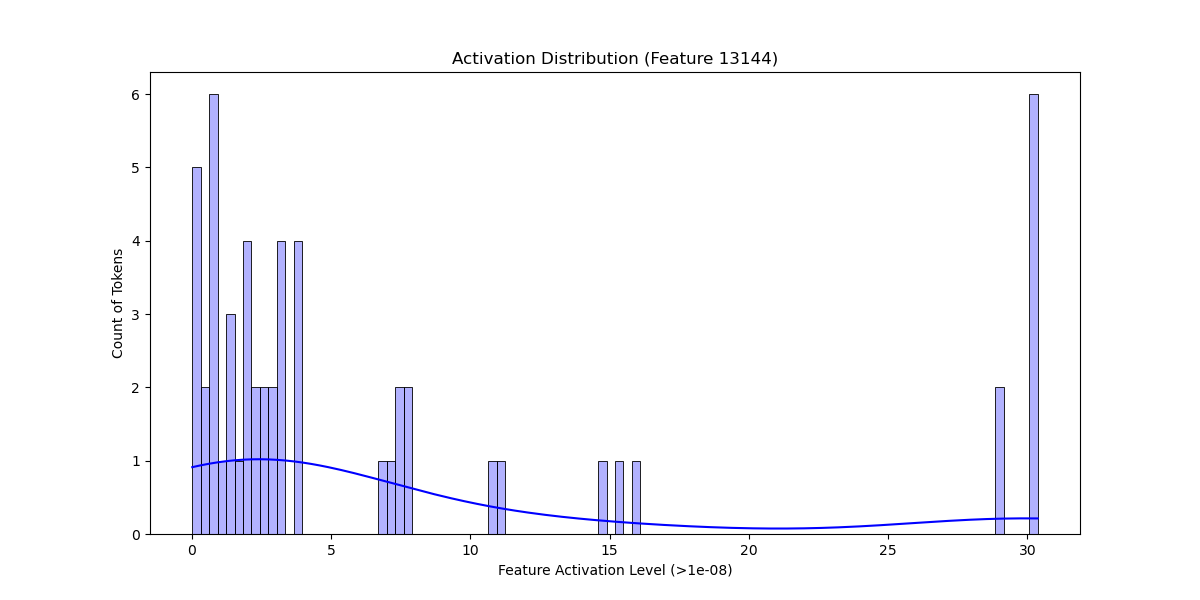 Activation Distribution (Feature 13144)
Count of Tokens
6
5
4
3
2
1
0
0 5 10 15 20 25 30
Feature Activation Level (>1e-08)